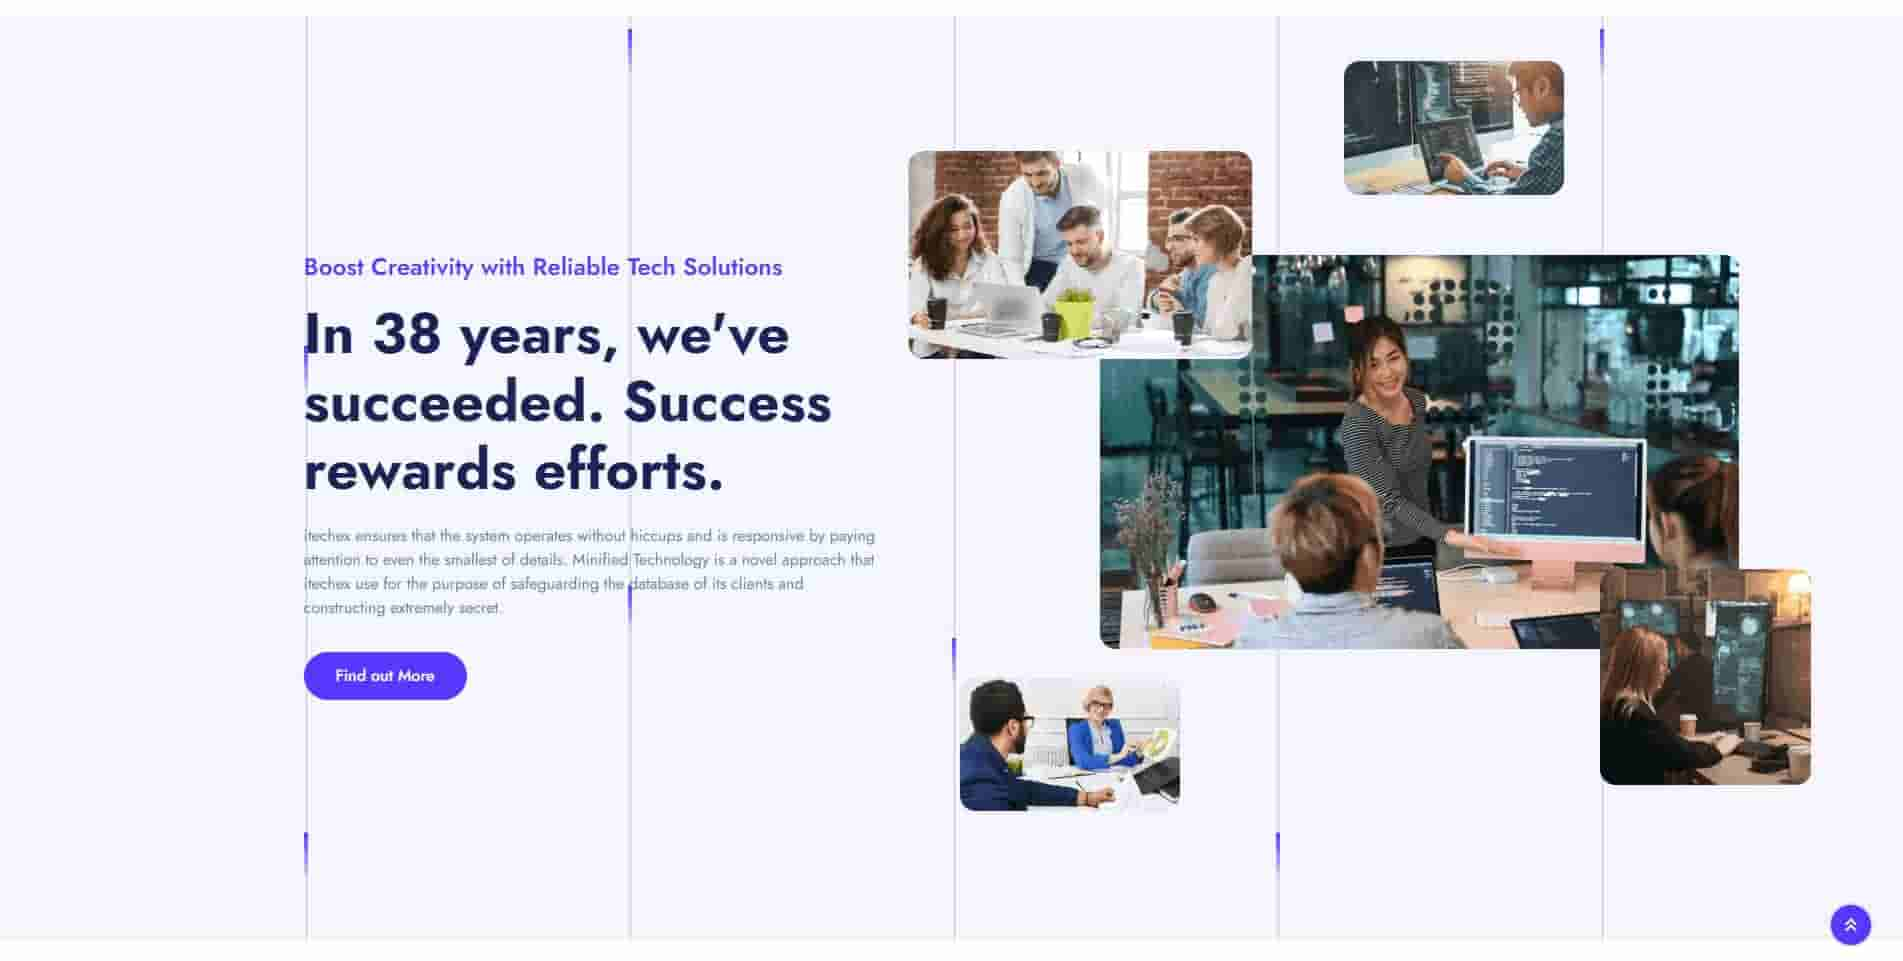 Boost Creativity with Reliable Tech Solutions
In 38 years, we've
succeeded. Success
rewards efforts.
itechex ensures that the system operates without hiccups and is responsive by paying
attention to even the smallest of details. Minified Technology is a novel approach that
itechex use for the purpose of safeguarding the database of its clients and
constructing extremely secret.
Find out More